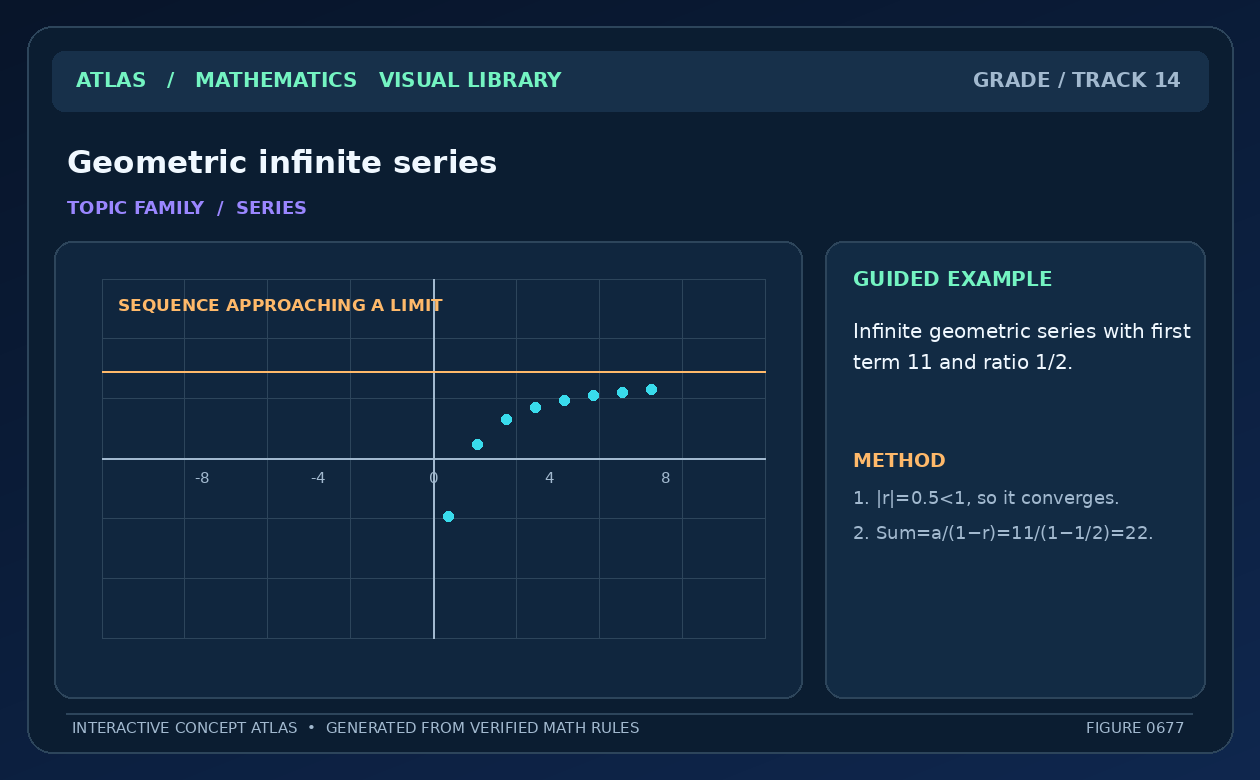 ATLAS / MATHEMATICS VISUAL LIBRARY
GRADE / TRACK 14
Geometric infinite series
TOPIC FAMILY / SERIES
SEQUENCE APPROACHING A LIMIT
-8 -4 0 4 8
GUIDED EXAMPLE
Infinite geometric series with first
term 11 and ratio 1/2.
METHOD
1. |r|=0.5<1, so it converges.
2. Sum=a/(1−r)=11/(1−1/2)=22.
INTERACTIVE CONCEPT ATLAS • GENERATED FROM VERIFIED MATH RULES
FIGURE 0677